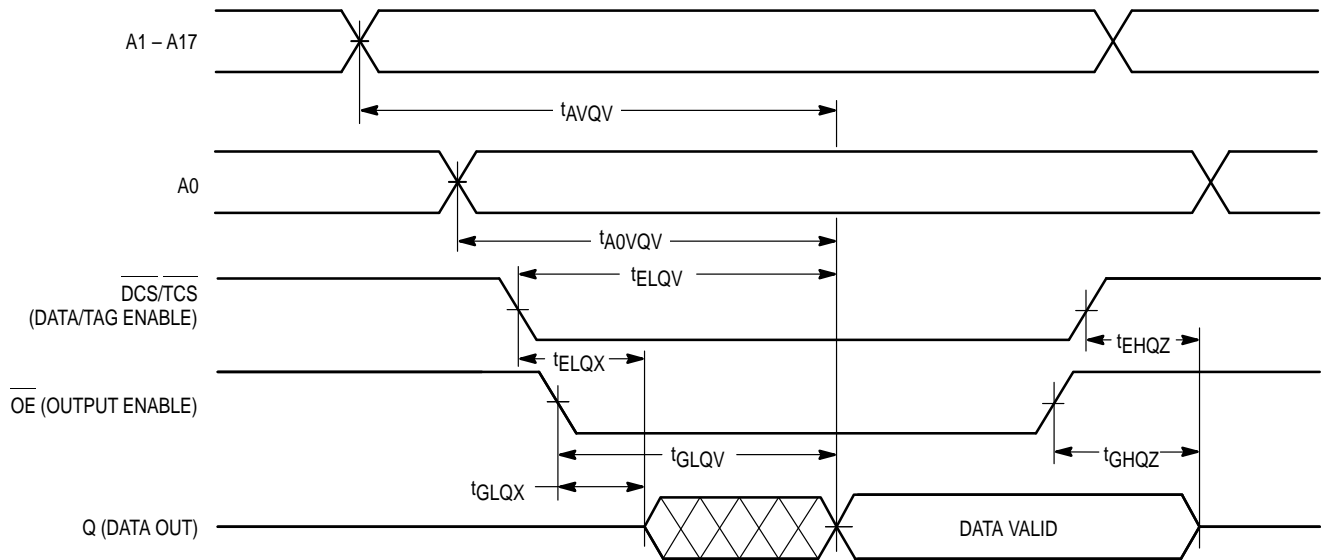 A1 – A17
tAVQV
A0
tA0VQV
DCS/TCS
(DATA/TAG ENABLE)
tELQV
tEHQZ
tELQX
OE (OUTPUT ENABLE)
tGLQV
tGHQZ
tGLQX
Q (DATA OUT)
DATA VALID